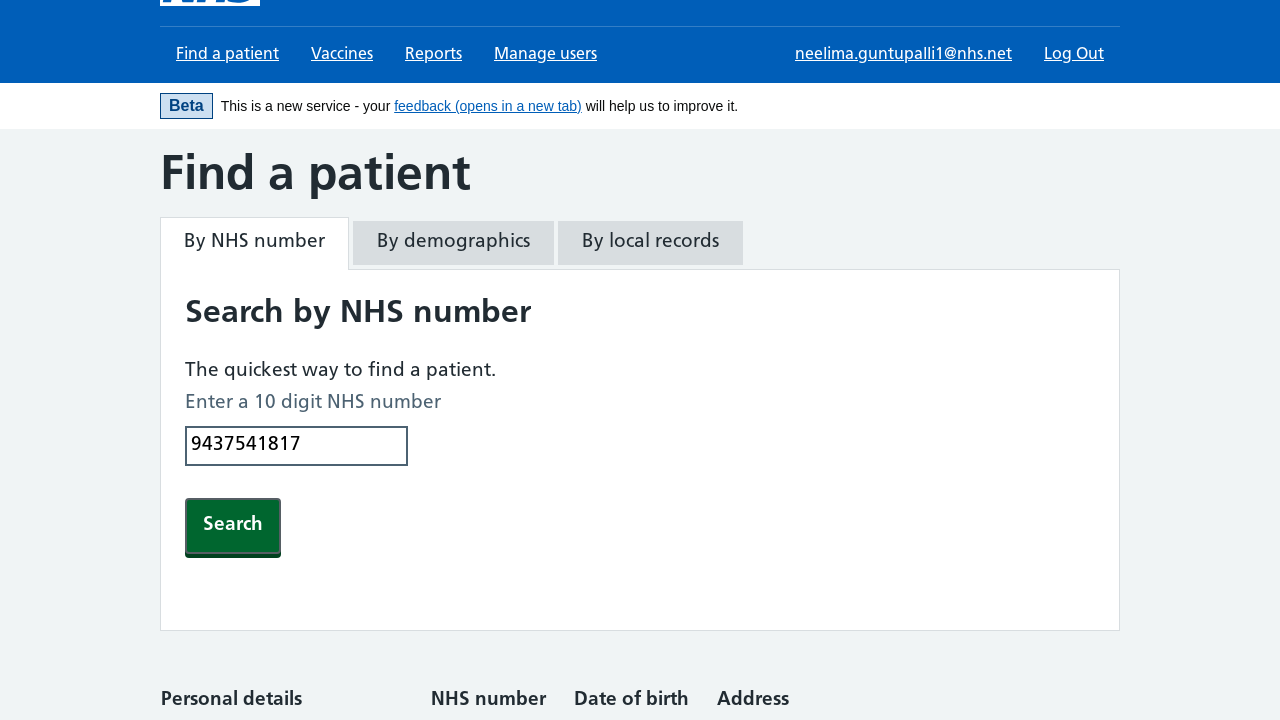 Find a patient
Vaccines
Reports
Manage users
neelima.guntupalli1@nhs.net
Log Out
Beta
This is a new service - your feedback (opens in a new tab) will help us to improve it.
Find a patient
By NHS number
By demographics
By local records
Search by NHS number
The quickest way to find a patient.
Enter a 10 digit NHS number
9437541817
Search
Personal details
NHS number
Date of birth
Address